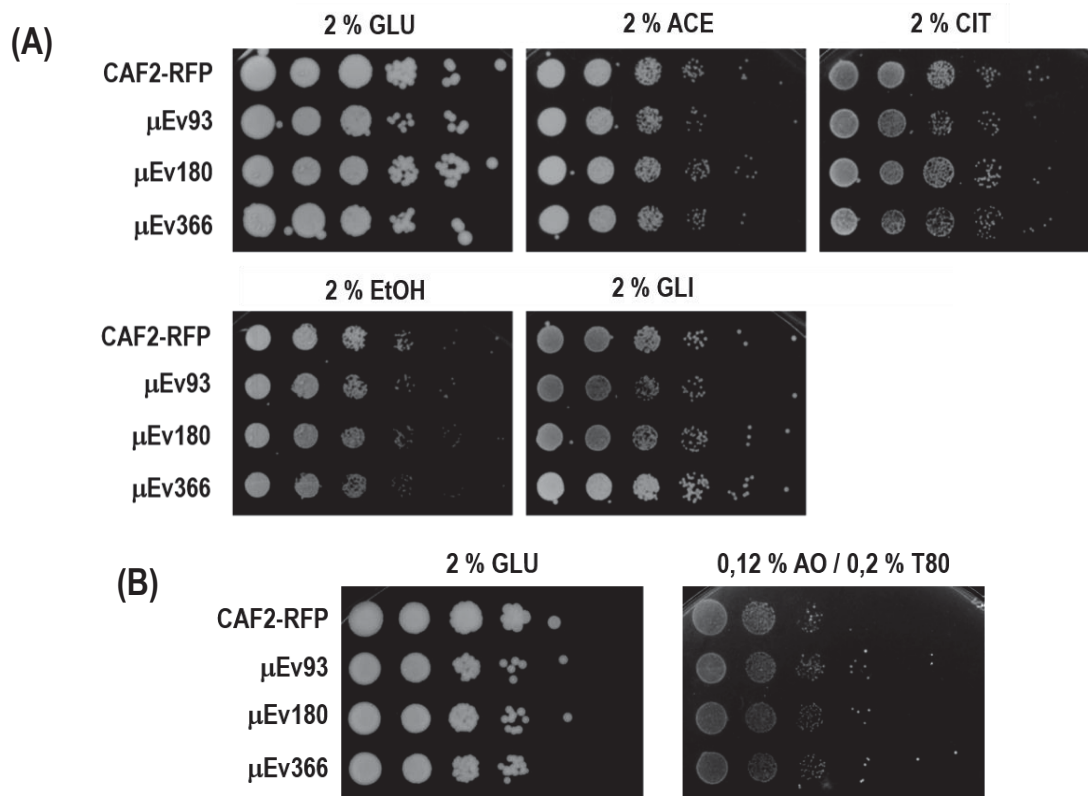 (A)
2 % GLU
2 % ACE
2 % CIT
CAF2-RFP
μEv93
μEv180
μEv366
2 % EtOH
2 % GLI
CAF2-RFP
μEv93
μEv180
μEv366
(B)
2 % GLU
0,12 % AO / 0,2 % T80
CAF2-RFP
μEv93
μEv180
μEv366